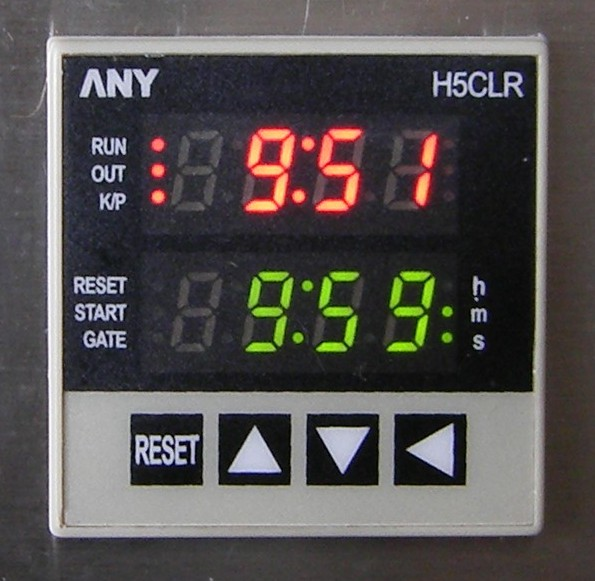 ANY H5CLR
RUN
OUT
K/P
9:51
RESET
START
GATE
9:59
h
m
s
RESET